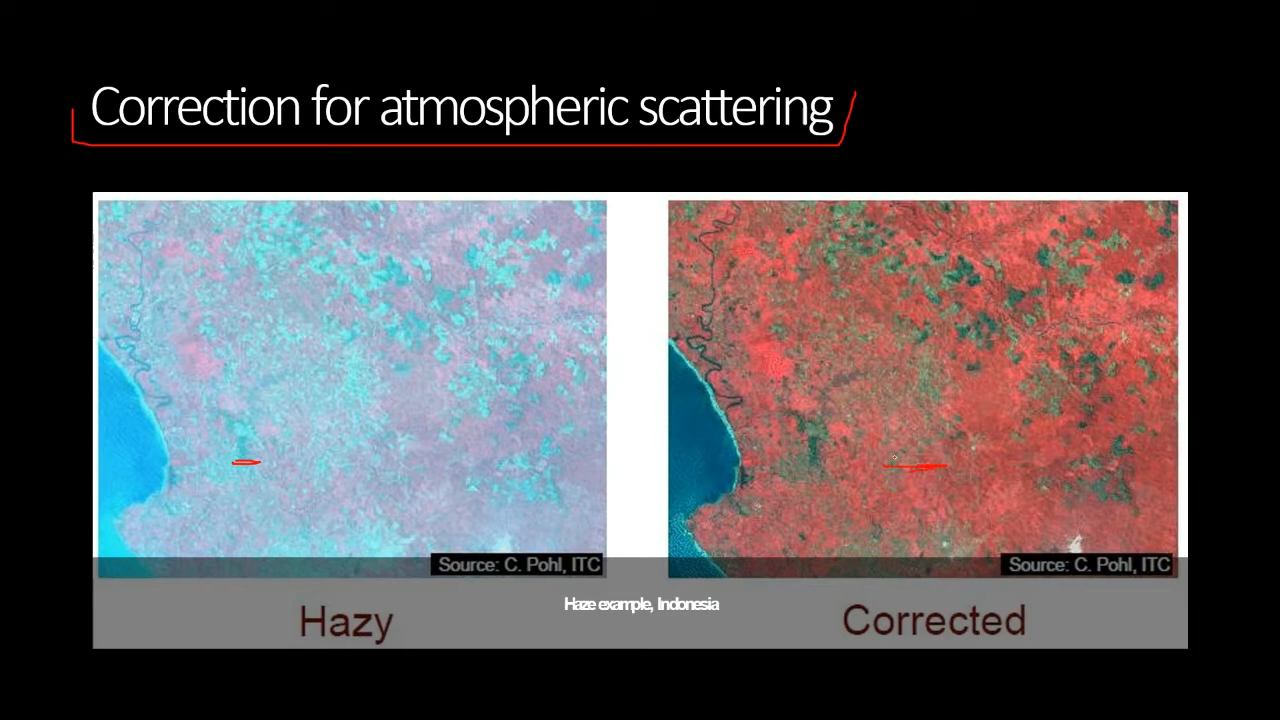 Correction for atmospheric scattering
Source: C. Pohl, ITC
Source: C. Pohl, ITC
Haze example, Indonesia
Hazy
Corrected